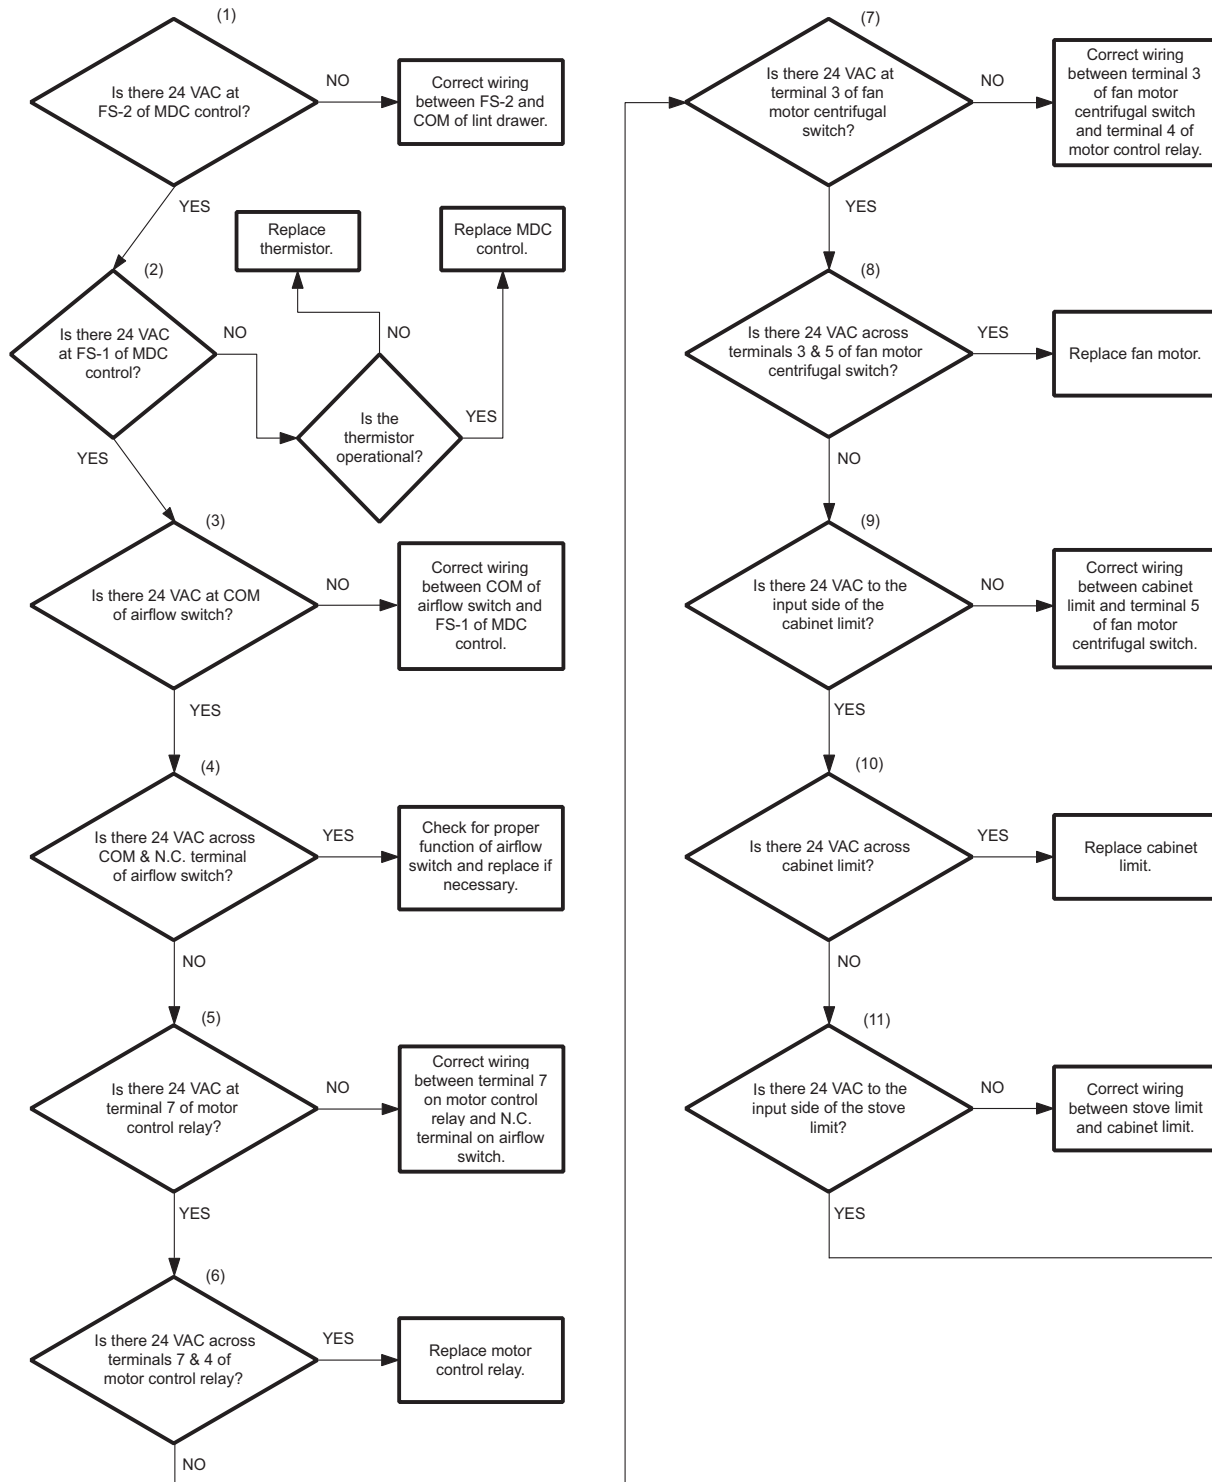 (1)
Is there 24 VAC at
FS-2 of MDC control?
NO
Correct wiring
between FS-2 and
COM of lint drawer.
YES
(2)
Is there 24 VAC
at FS-1 of MDC
control?
NO
Replace
thermistor.
Replace MDC
control.
NO
YES
Is the
thermistor
operational?
YES
(3)
Is there 24 VAC at COM
of airflow switch?
NO
Correct wiring
between COM of
airflow switch and
FS-1 of MDC
control.
YES
(4)
Is there 24 VAC across
COM & N.C. terminal
of airflow switch?
YES
Check for proper
function of airflow
switch and replace if
necessary.
NO
(5)
Is there 24 VAC at
terminal 7 of motor
control relay?
NO
Correct wiring
between terminal 7
on motor control
relay and N.C.
terminal on airflow
switch.
YES
(6)
Is there 24 VAC across
terminals 7 & 4 of
motor control relay?
YES
Replace motor
control relay.
NO
(7)
Is there 24 VAC at
terminal 3 of fan
motor centrifugal
switch?
NO
Correct wiring
between terminal 3
of fan motor
centrifugal switch
and terminal 4 of
motor control relay.
YES
(8)
Is there 24 VAC across
terminals 3 & 5 of fan motor
centrifugal switch?
YES
Replace fan motor.
NO
(9)
Is there 24 VAC to the
input side of the
cabinet limit?
NO
Correct wiring
between cabinet
limit and terminal 5
of fan motor
centrifugal switch.
YES
(10)
Is there 24 VAC across
cabinet limit?
YES
Replace cabinet
limit.
NO
(11)
Is there 24 VAC to the
input side of the stove
limit?
NO
Correct wiring
between stove limit
and cabinet limit.
YES